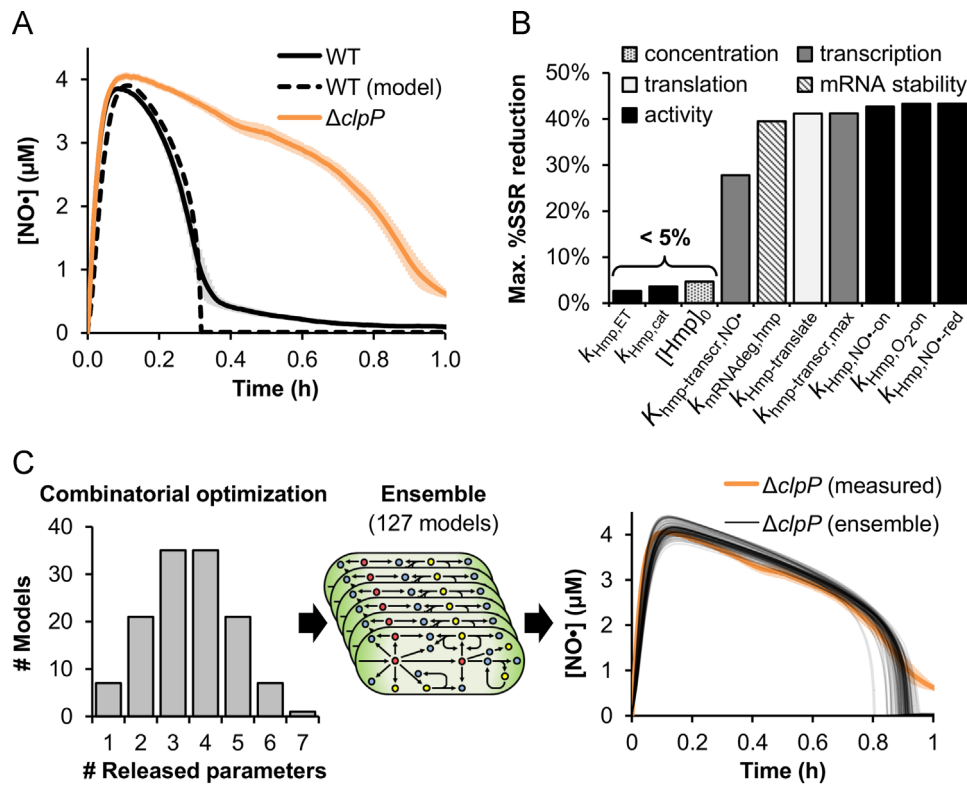 A
[NO•] (µM)
4
3
2
1
0
0.0 0.2 0.4 0.6 0.8 1.0
Time (h)
WT
WT (model)
ΔclpP
B
concentration
transcription
translation
mRNA stability
activity
Max. %SSR reduction
50%
40%
30%
20%
10%
0%
< 5%
kHmp,ET
kHmp,cat
[Hmp]0
Khmp-transcr,NO•
kmRNAdeg,hmp
kHmp-translate
khmp-transcr,max
kHmp,NO•-on
kHmp,O2-on
kHmp,NO•-red
C
Combinatorial optimization
# Models
40
30
20
10
0
1 2 3 4 5 6 7
# Released parameters
Ensemble
(127 models)
ΔclpP (measured)
ΔclpP (ensemble)
[NO•] (µM)
4
3
2
1
0
0 0.2 0.4 0.6 0.8 1
Time (h)